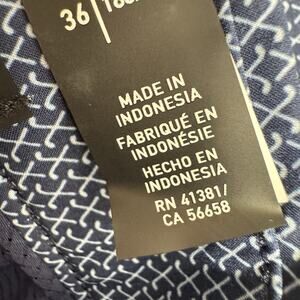 36
MADE IN
INDONESIA
FABRIQUÉ EN
INDONÉSIE
HECHO EN
INDONESIA
RN 41381/
CA 56658